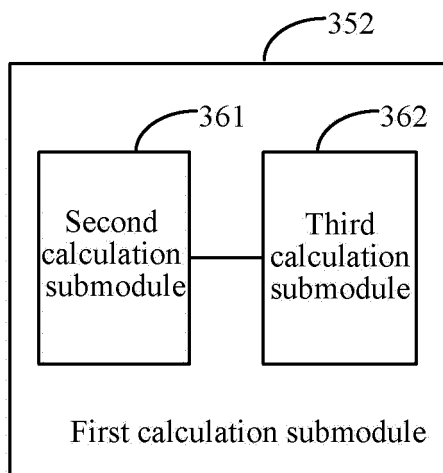 352
361
362
Second
calculation
submodule
Third
calculation
submodule
First calculation submodule